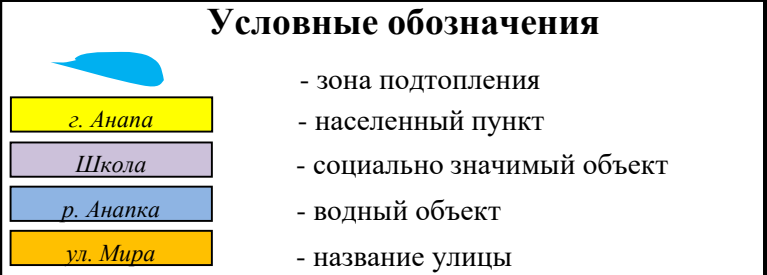 Условные обозначения
- зона подтопления
г. Анапа - населенный пункт
Школа - социально значимый объект
р. Анапка - водный объект
ул. Мира - название улицы